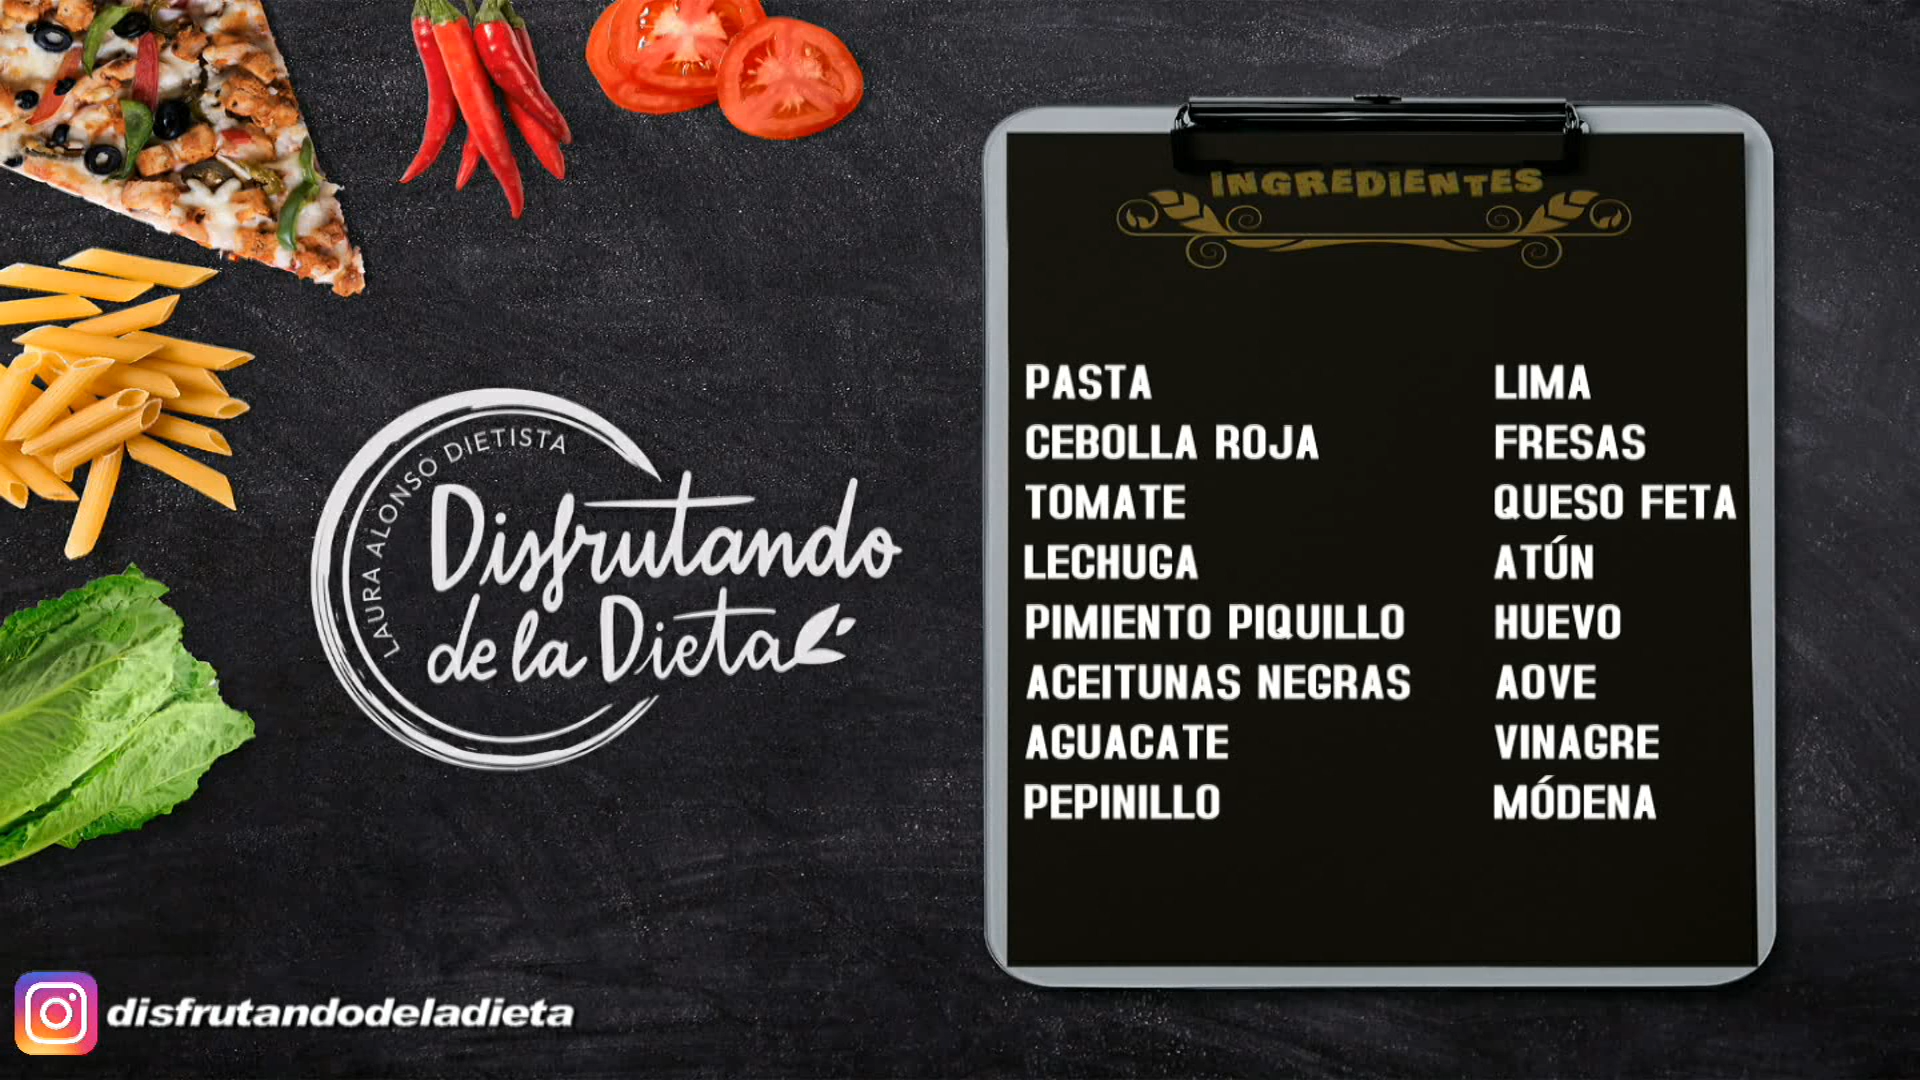 LAURA ALONSO DIETISTA
Disfrutando
de la Dieta
disfrutandodeladieta
INGREDIENTES
PASTA
CEBOLLA ROJA
TOMATE
LECHUGA
PIMIENTO PIQUILLO
ACEITUNAS NEGRAS
AGUACATE
PEPINILLO
LIMA
FRESAS
QUESO FETA
ATÚN
HUEVO
AOVE
VINAGRE
MÓDENA